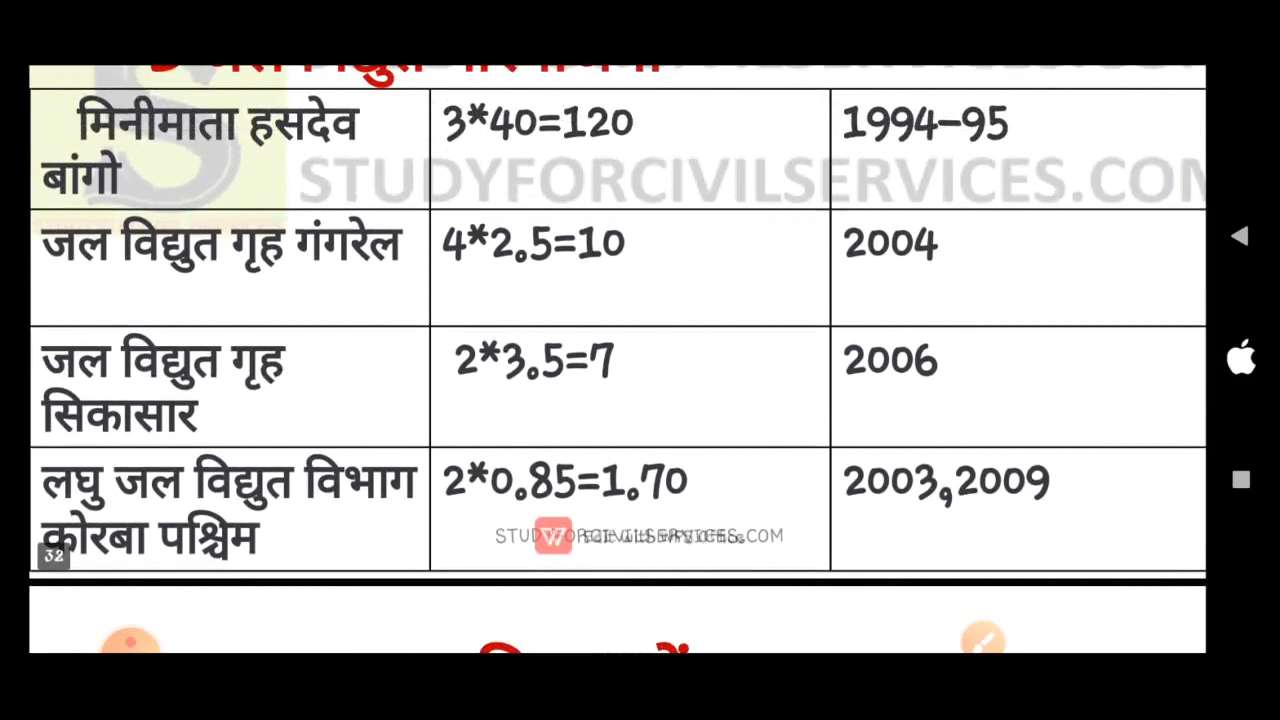 मिनीमाता हसदेव
बांगो
3*40=120
1994-95
STUDYFORCIVILSERVICES.COM
जल विद्युत गृह गंगरेल
4*2.5=10
2004
जल विद्युत गृह
सिकासार
2*3.5=7
2006
लघु जल विद्युत विभाग
कोरबा पश्चिम
2*0.85=1.70
2003,2009
32
STUDYFORCIVILSERVICES.COM